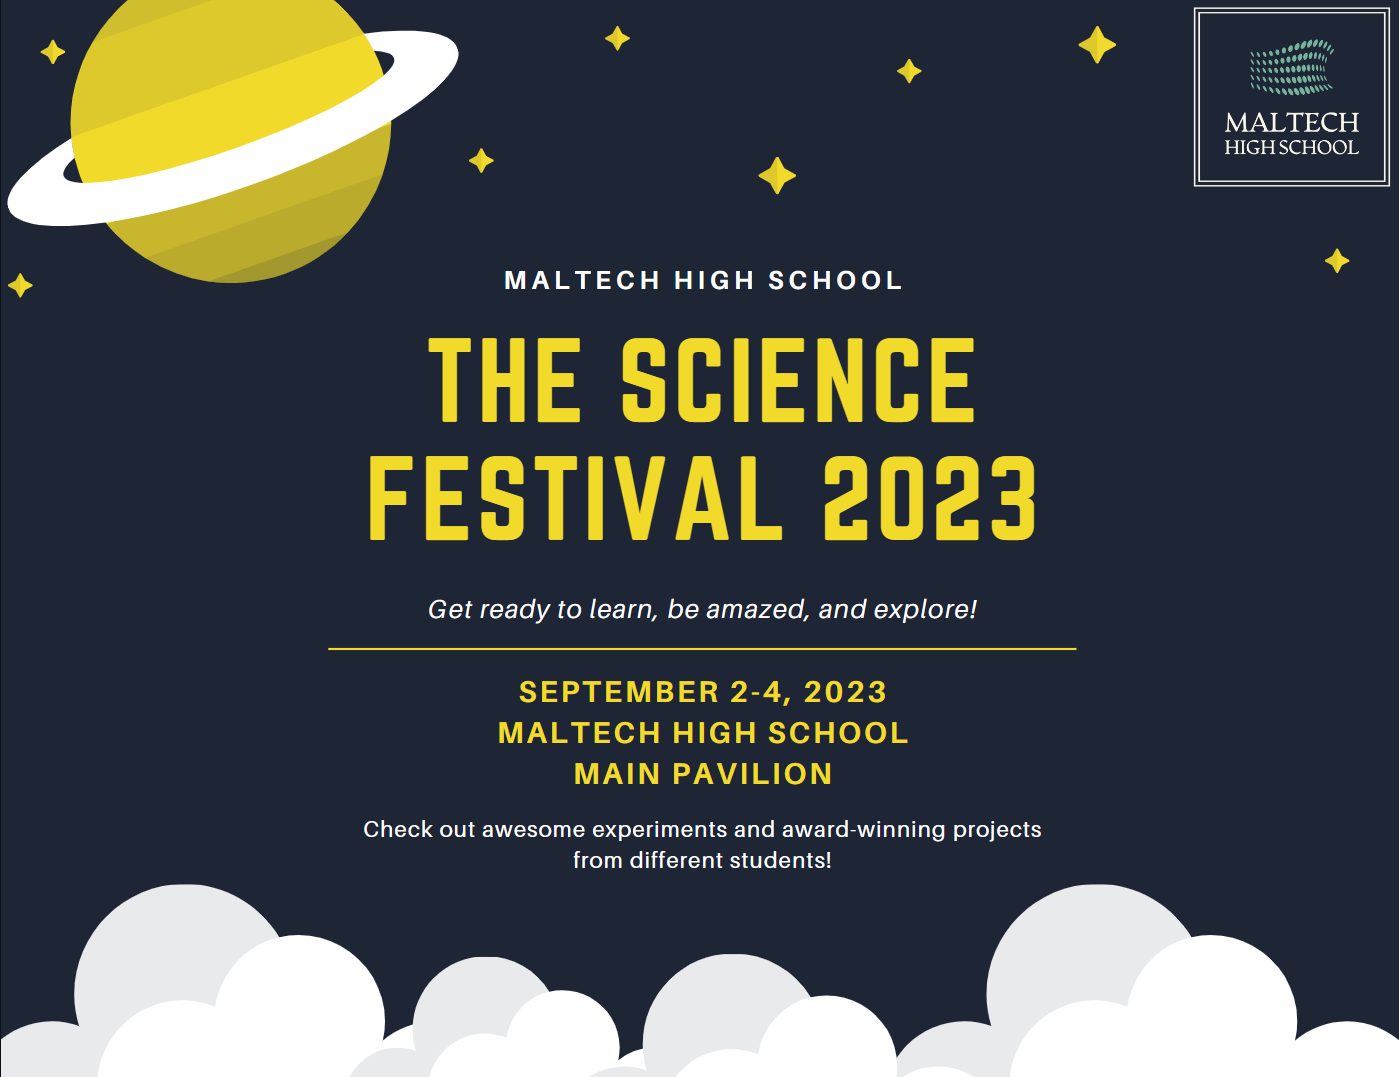 MALTECH
HIGH SCHOOL
MALTECH HIGH SCHOOL
THE SCIENCE
FESTIVAL 2023
Get ready to learn, be amazed, and explore!
SEPTEMBER 2-4, 2023
MALTECH HIGH SCHOOL
MAIN PAVILION
Check out awesome experiments and award-winning projects
from different students!